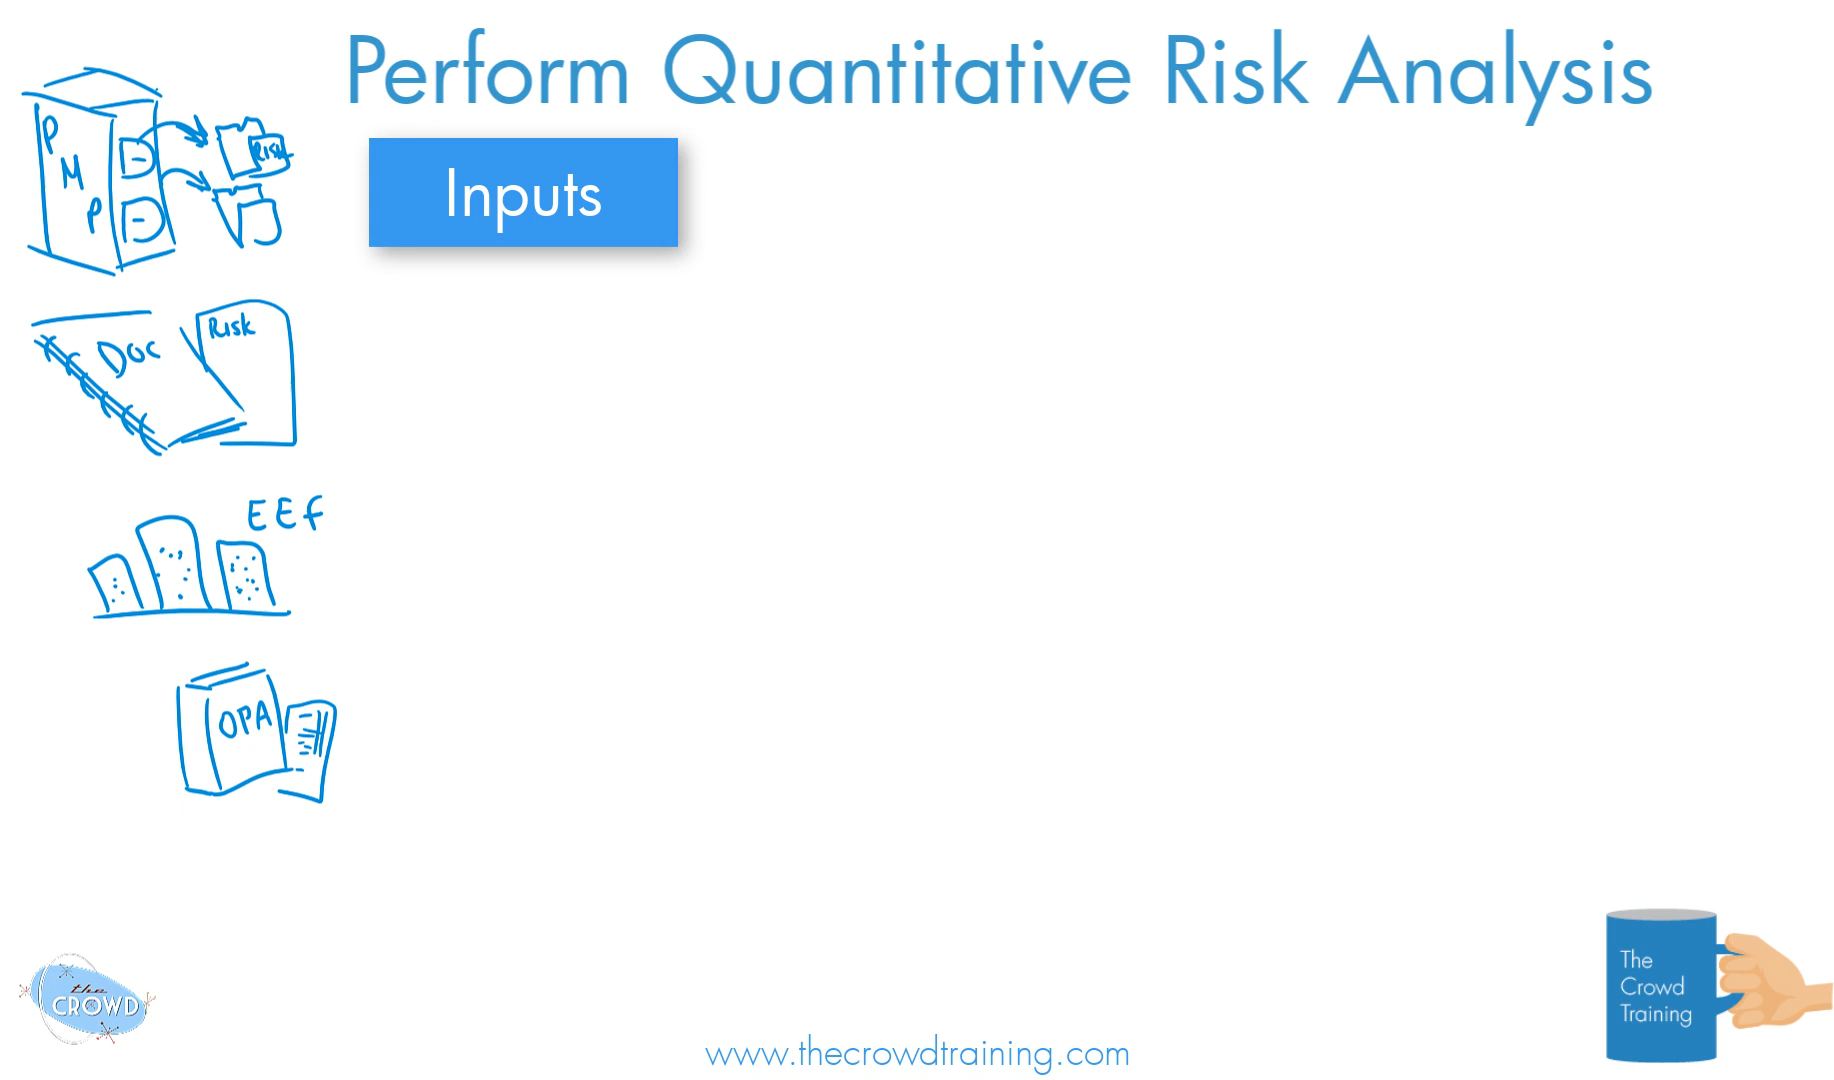 Perform Quantitative Risk Analysis
Inputs
P
M
P
RISK
Doc
Risk
EEf
OPA
the
CROWD
The
Crowd
Training
www.thecrowdtraining.com